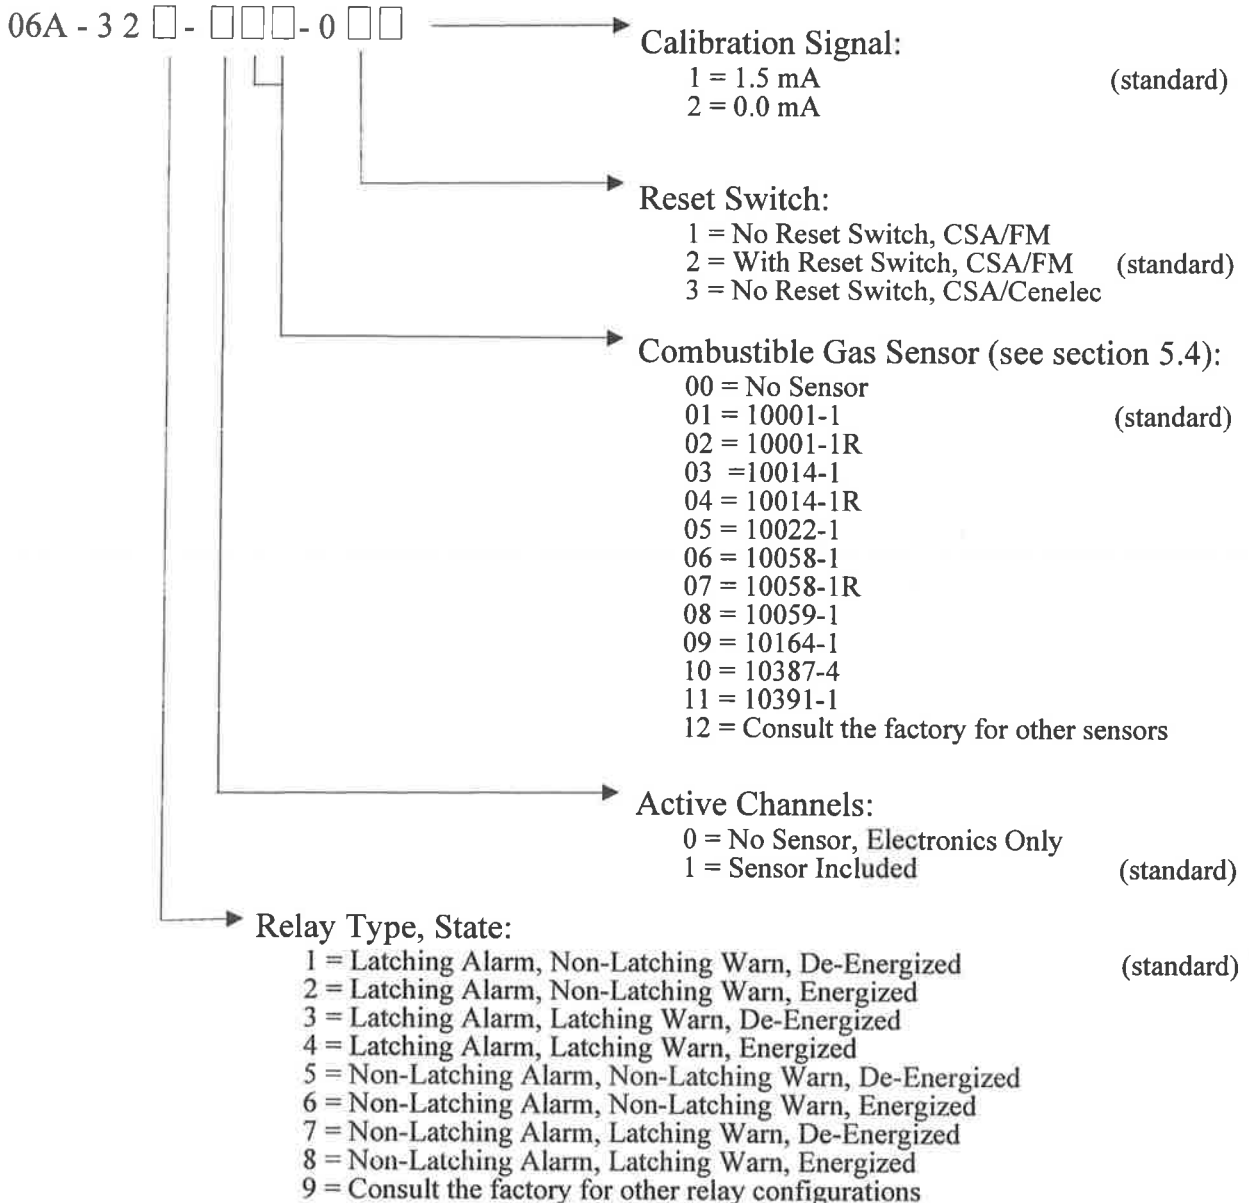 06A - 3 2 □ - □□□ - 0 □□
Calibration Signal:
1 = 1.5 mA (standard)
2 = 0.0 mA
Reset Switch:
1 = No Reset Switch, CSA/FM
2 = With Reset Switch, CSA/FM (standard)
3 = No Reset Switch, CSA/Cenelec
Combustible Gas Sensor (see section 5.4):
00 = No Sensor
01 = 10001-1 (standard)
02 = 10001-1R
03 =10014-1
04 = 10014-1R
05 = 10022-1
06 = 10058-1
07 = 10058-1R
08 = 10059-1
09 = 10164-1
10 = 10387-4
11 = 10391-1
12 = Consult the factory for other sensors
Active Channels:
0 = No Sensor, Electronics Only
1 = Sensor Included (standard)
Relay Type, State:
1 = Latching Alarm, Non-Latching Warn, De-Energized (standard)
2 = Latching Alarm, Non-Latching Warn, Energized
3 = Latching Alarm, Latching Warn, De-Energized
4 = Latching Alarm, Latching Warn, Energized
5 = Non-Latching Alarm, Non-Latching Warn, De-Energized
6 = Non-Latching Alarm, Non-Latching Warn, Energized
7 = Non-Latching Alarm, Latching Warn, De-Energized
8 = Non-Latching Alarm, Latching Warn, Energized
9 = Consult the factory for other relay configurations